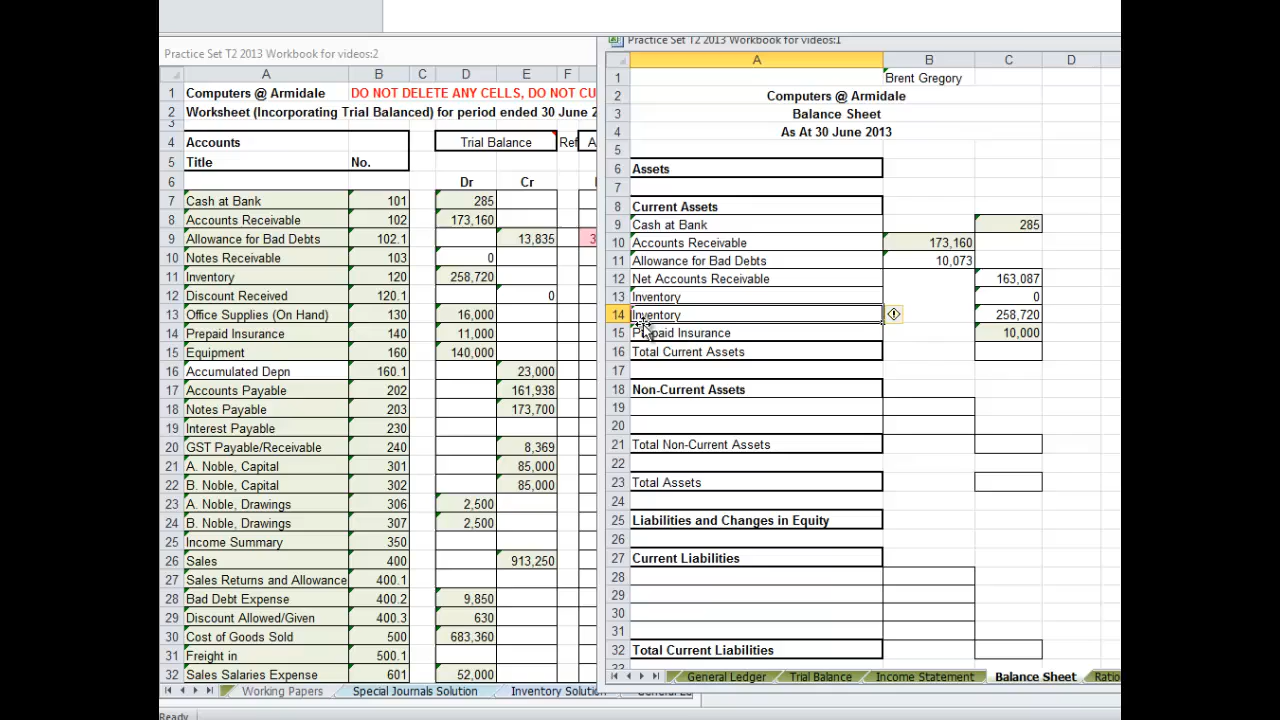 Practice Set T2 2013 Workbook for videos:2
A B C D E F
1 Computers @ Armidale DO NOT DELETE ANY CELLS, DO NOT CU
2 Worksheet (Incorporating Trial Balanced) for period ended 30 June 2
3
4 Accounts Trial Balance Ref A
5 Title No.
6 Dr Cr
7 Cash at Bank 101 285
8 Accounts Receivable 102 173,160
9 Allowance for Bad Debts 102.1 13,835 3
10 Notes Receivable 103 0
11 Inventory 120 258,720
12 Discount Received 120.1 0
13 Office Supplies (On Hand) 130 16,000
14 Prepaid Insurance 140 11,000
15 Equipment 160 140,000
16 Accumulated Depn 160.1 23,000
17 Accounts Payable 202 161,938
18 Notes Payable 203 173,700
19 Interest Payable 230
20 GST Payable/Receivable 240 8,369
21 A. Noble, Capital 301 85,000
22 B. Noble, Capital 302 85,000
23 A. Noble, Drawings 306 2,500
24 B. Noble, Drawings 307 2,500
25 Income Summary 350
26 Sales 400 913,250
27 Sales Returns and Allowance 400.1
28 Bad Debt Expense 400.2 9,850
29 Discount Allowed/Given 400.3 630
30 Cost of Goods Sold 500 683,360
31 Freight in 500.1
32 Sales Salaries Expense 601 52,000
Working Papers Special Journals Solution Inventory Solut
Ready
Practice Set T2 2013 Workbook for videos:1
A B C D
1 Brent Gregory
2 Computers @ Armidale
3 Balance Sheet
4 As At 30 June 2013
5
6 Assets
7
8 Current Assets
9 Cash at Bank 285
10 Accounts Receivable 173,160
11 Allowance for Bad Debts 10,073
12 Net Accounts Receivable 163,087
13 Inventory 0
14 Inventory 258,720
15 Prepaid Insurance 10,000
16 Total Current Assets
17
18 Non-Current Assets
19
20
21 Total Non-Current Assets
22
23 Total Assets
24
25 Liabilities and Changes in Equity
26
27 Current Liabilities
28
29
30
31
32 Total Current Liabilities
General Ledger Trial Balance Income Statement Balance Sheet Ratio